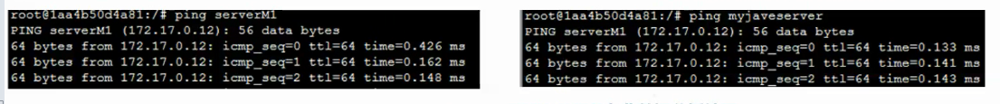 root@1aa4b50d4a81:/# ping serverM1
PING serverM1 (172.17.0.12): 56 data bytes
64 bytes from 172.17.0.12: icmp_seq=0 ttl=64 time=0.426 ms
64 bytes from 172.17.0.12: icmp_seq=1 ttl=64 time=0.162 ms
64 bytes from 172.17.0.12: icmp_seq=2 ttl=64 time=0.148 ms
root@1aa4b50d4a81:/# ping myjaveserver
PING serverM1 (172.17.0.12): 56 data bytes
64 bytes from 172.17.0.12: icmp_seq=0 ttl=64 time=0.133 ms
64 bytes from 172.17.0.12: icmp_seq=1 ttl=64 time=0.141 ms
64 bytes from 172.17.0.12: icmp_seq=2 ttl=64 time=0.143 ms